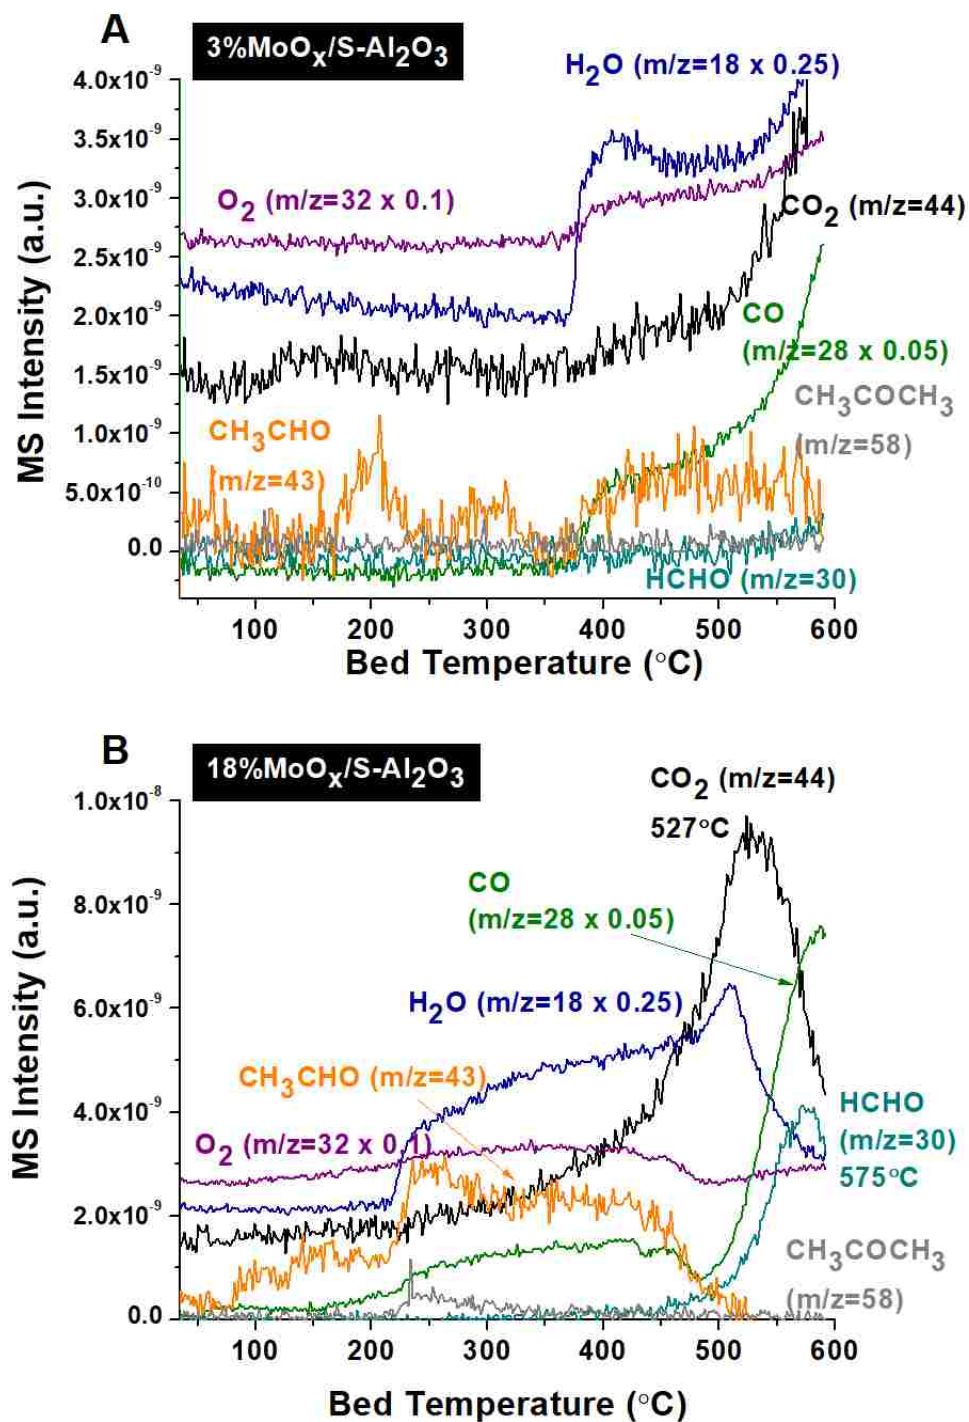 A
3%MoOx/S-Al2O3
H2O (m/z=18 x 0.25)
O2 (m/z=32 x 0.1)
CO2 (m/z=44)
CO
(m/z=28 x 0.05)
CH3COCH3
(m/z=58)
CH3CHO
(m/z=43)
HCHO (m/z=30)
4.0x10-9
3.5x10-9
3.0x10-9
2.5x10-9
2.0x10-9
1.5x10-9
1.0x10-9
5.0x10-10
0.0
MS Intensity (a.u.)
100 200 300 400 500 600
Bed Temperature (°C)
B
18%MoOx/S-Al2O3
CO2 (m/z=44)
527°C
CO
(m/z=28 x 0.05)
H2O (m/z=18 x 0.25)
CH3CHO (m/z=43)
O2 (m/z=32 x 0.1)
HCHO
(m/z=30)
575°C
CH3COCH3
(m/z=58)
1.0x10-8
8.0x10-9
6.0x10-9
4.0x10-9
2.0x10-9
0.0
MS Intensity (a.u.)
100 200 300 400 500 600
Bed Temperature (°C)